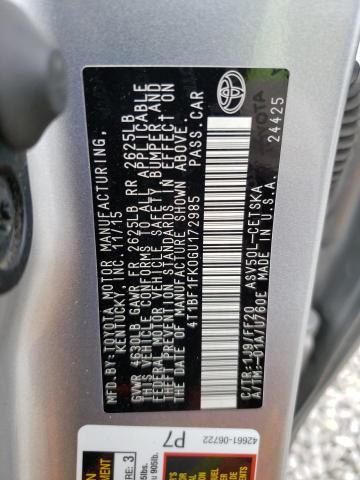 MFD. BY:TOYOTA MOTOR MANUFACTURING,
KENTUCKY, INC. 11/15
GVWR 4630LB GAWR FR 2625LB RR 2625LB
THIS VEHICLE CONFORMS TO ALL APPLICABLE
FEDERAL MOTOR VEHICLE SAFETY, BUMPER, AND
THEFT PREVENTION STANDARDS IN EFFECT ON
THE DATE OF MANUFACTURE SHOWN ABOVE.
4T1BF1FK0GU172985
PASS.CAR
TOYOTA
24425
C/TR:1J9/FF20 ASV50L-CET8KA
A/TM:-01A/U760E MADE IN U.S.A.
42661-06722
P7